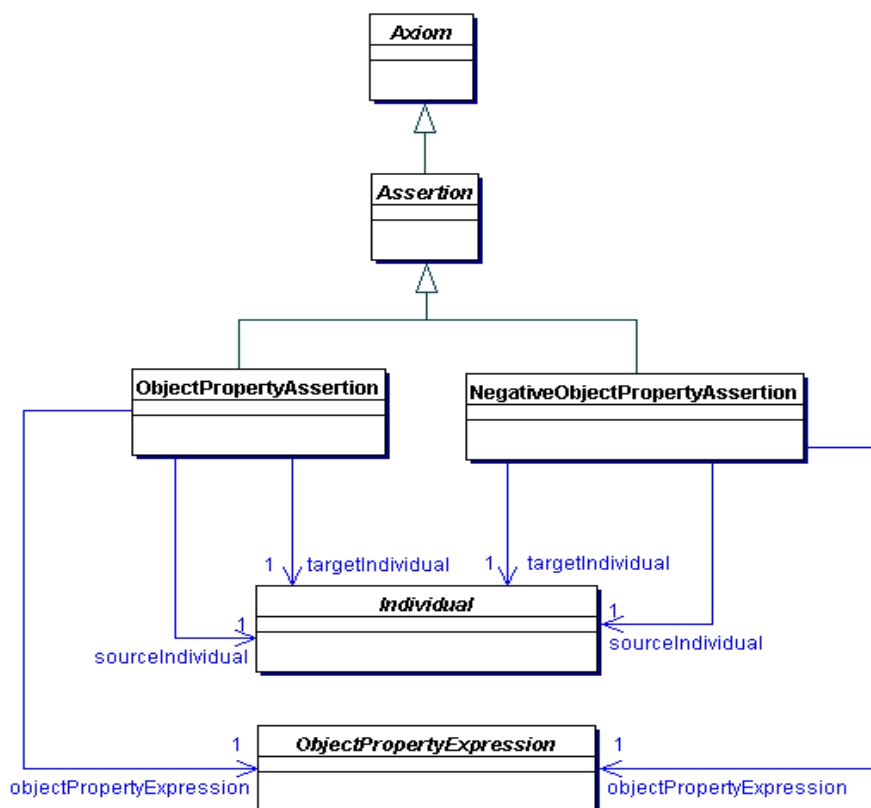 Axiom
Assertion
ObjectPropertyAssertion
NegativeObjectPropertyAssertion
1 targetIndividual
1 targetIndividual
Individual
1
sourceIndividual
1
sourceIndividual
ObjectPropertyExpression
1
objectPropertyExpression
1
objectPropertyExpression